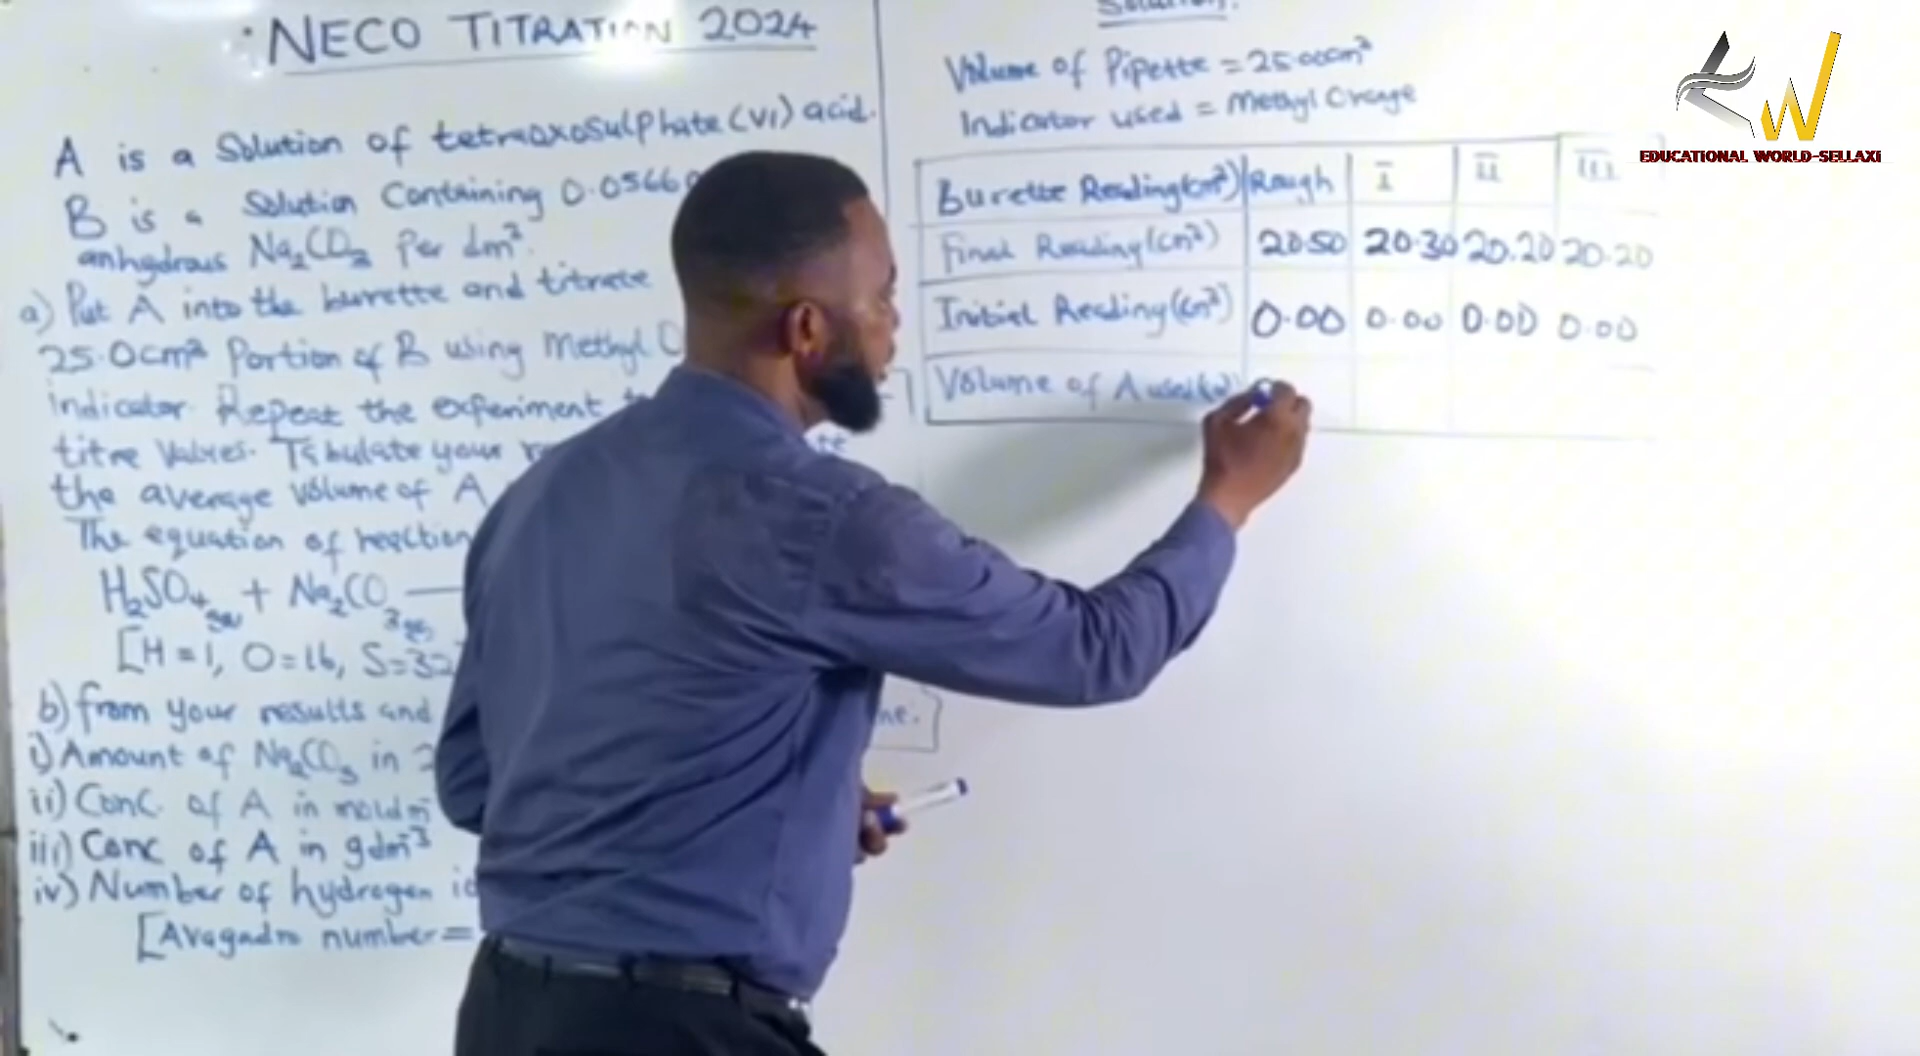 NECO TITRATION 2024
A is a Solution of tetraoxosulphate (VI) acid.
B is a Solution Containing 0.0566
anhydrous Na2CO3 Per dm3.
a) Put A into the burette and titrate
25.0cm3 Portion of B using Methyl
indicator. Repeat the experiment
titre Values. Tabulate your
the average volume of A
The equation of reaction
H2SO4 + Na2CO3
[H = 1, O = 16, S = 32
b) from your results and
i) Amount of Na2CO3 in 2
ii) Conc. of A in moldm
iii) Conc of A in gdm-3
iv) Number of hydrogen
[Avagadro number =
Solution.
Volume of Pipette = 25.00cm3
Indicator used = Methyl Orange
Burette Reading (cm3) Rough I II III
Final Reading (cm3) 20.50 20.30 20.20 20.20
Initial Reading (cm3) 0.00 0.00 0.00 0.00
Volume of A used
EDUCATIONAL WORLD-SELLAXI